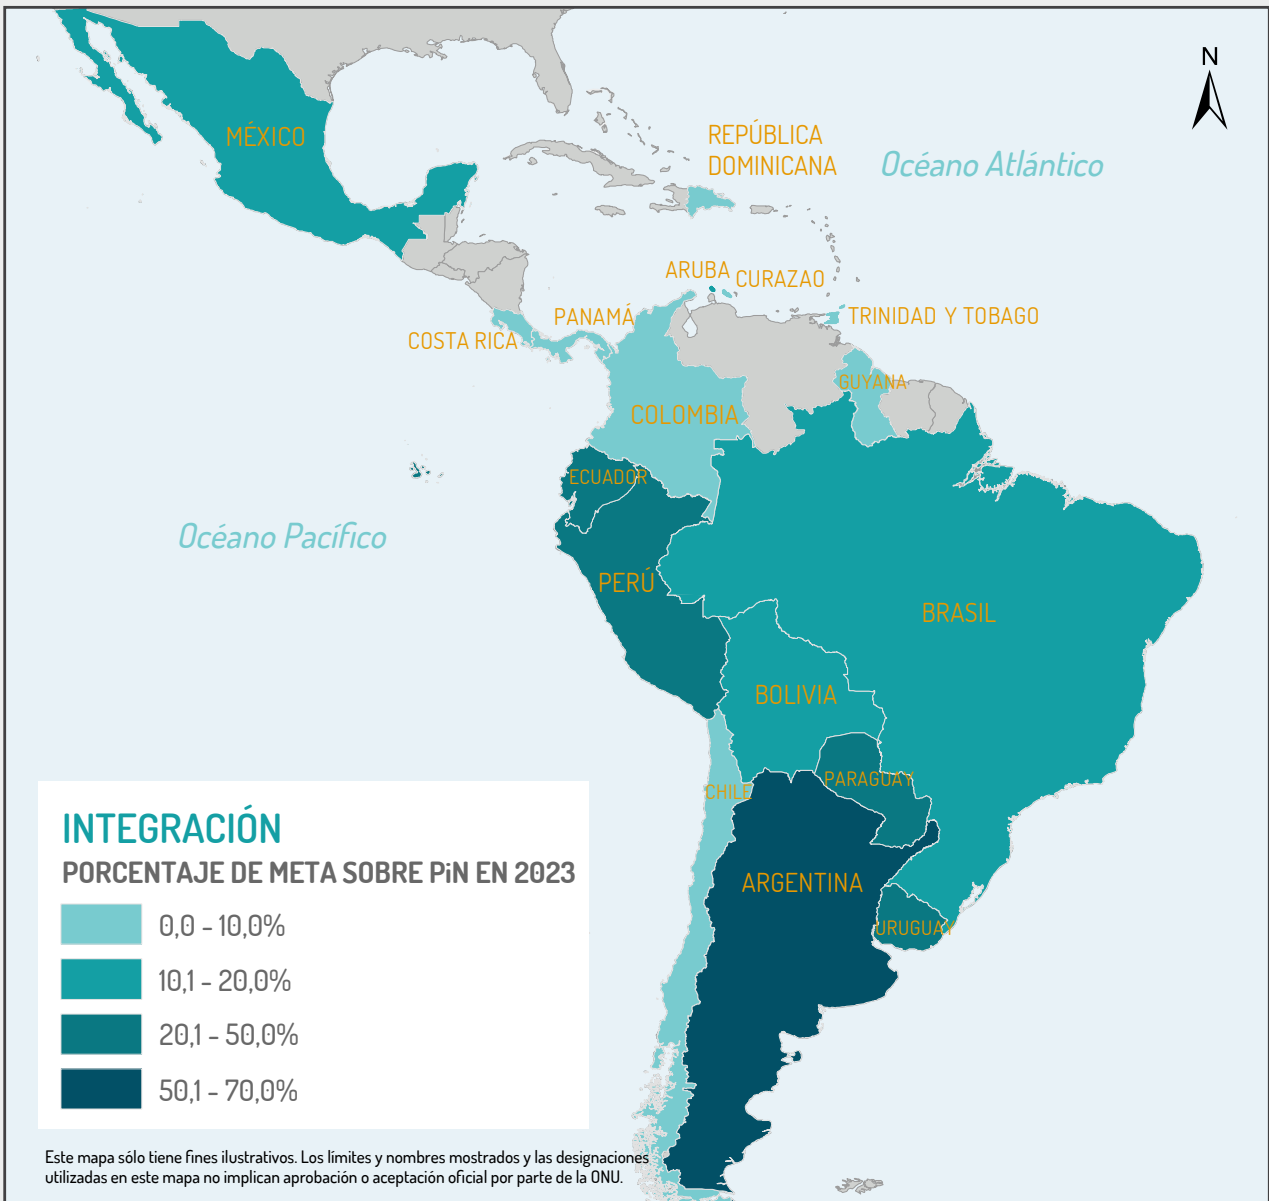 N
MÉXICO
REPÚBLICA
DOMINICANA
Océano Atlántico
ARUBA
CURAZAO
PANAMÁ
TRINIDAD Y TOBAGO
COSTA RICA
GUYANA
COLOMBIA
ECUADOR
Océano Pacífico
PERÚ
BRASIL
BOLIVIA
PARAGUAY
CHILE
ARGENTINA
URUGUAY
INTEGRACIÓN
PORCENTAJE DE META SOBRE PiN EN 2023
0,0 - 10,0%
10,1 - 20,0%
20,1 - 50,0%
50,1 - 70,0%
Este mapa sólo tiene fines ilustrativos. Los límites y nombres mostrados y las designaciones
utilizadas en este mapa no implican aprobación o aceptación oficial por parte de la ONU.